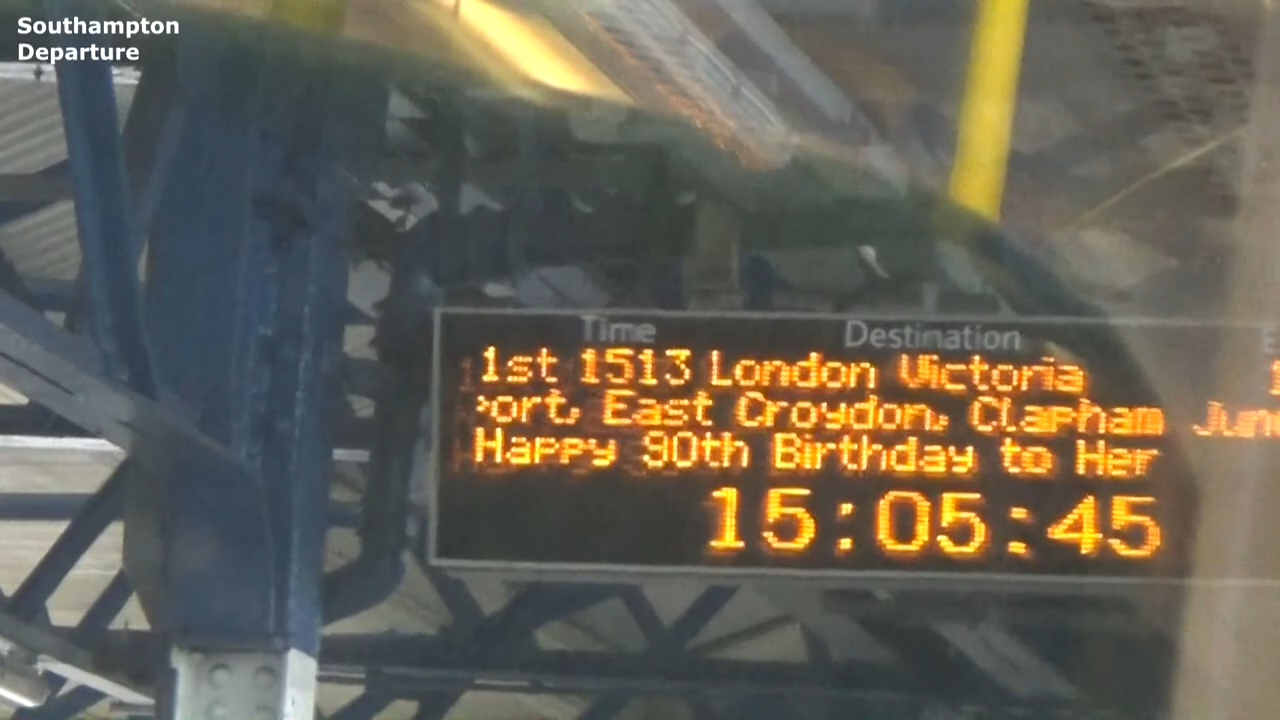 Southampton
Departure
Time Destination
1st 1513 London Victoria
ort, East Croydon, Clapham
Happy 90th Birthday to Her
15:05:45